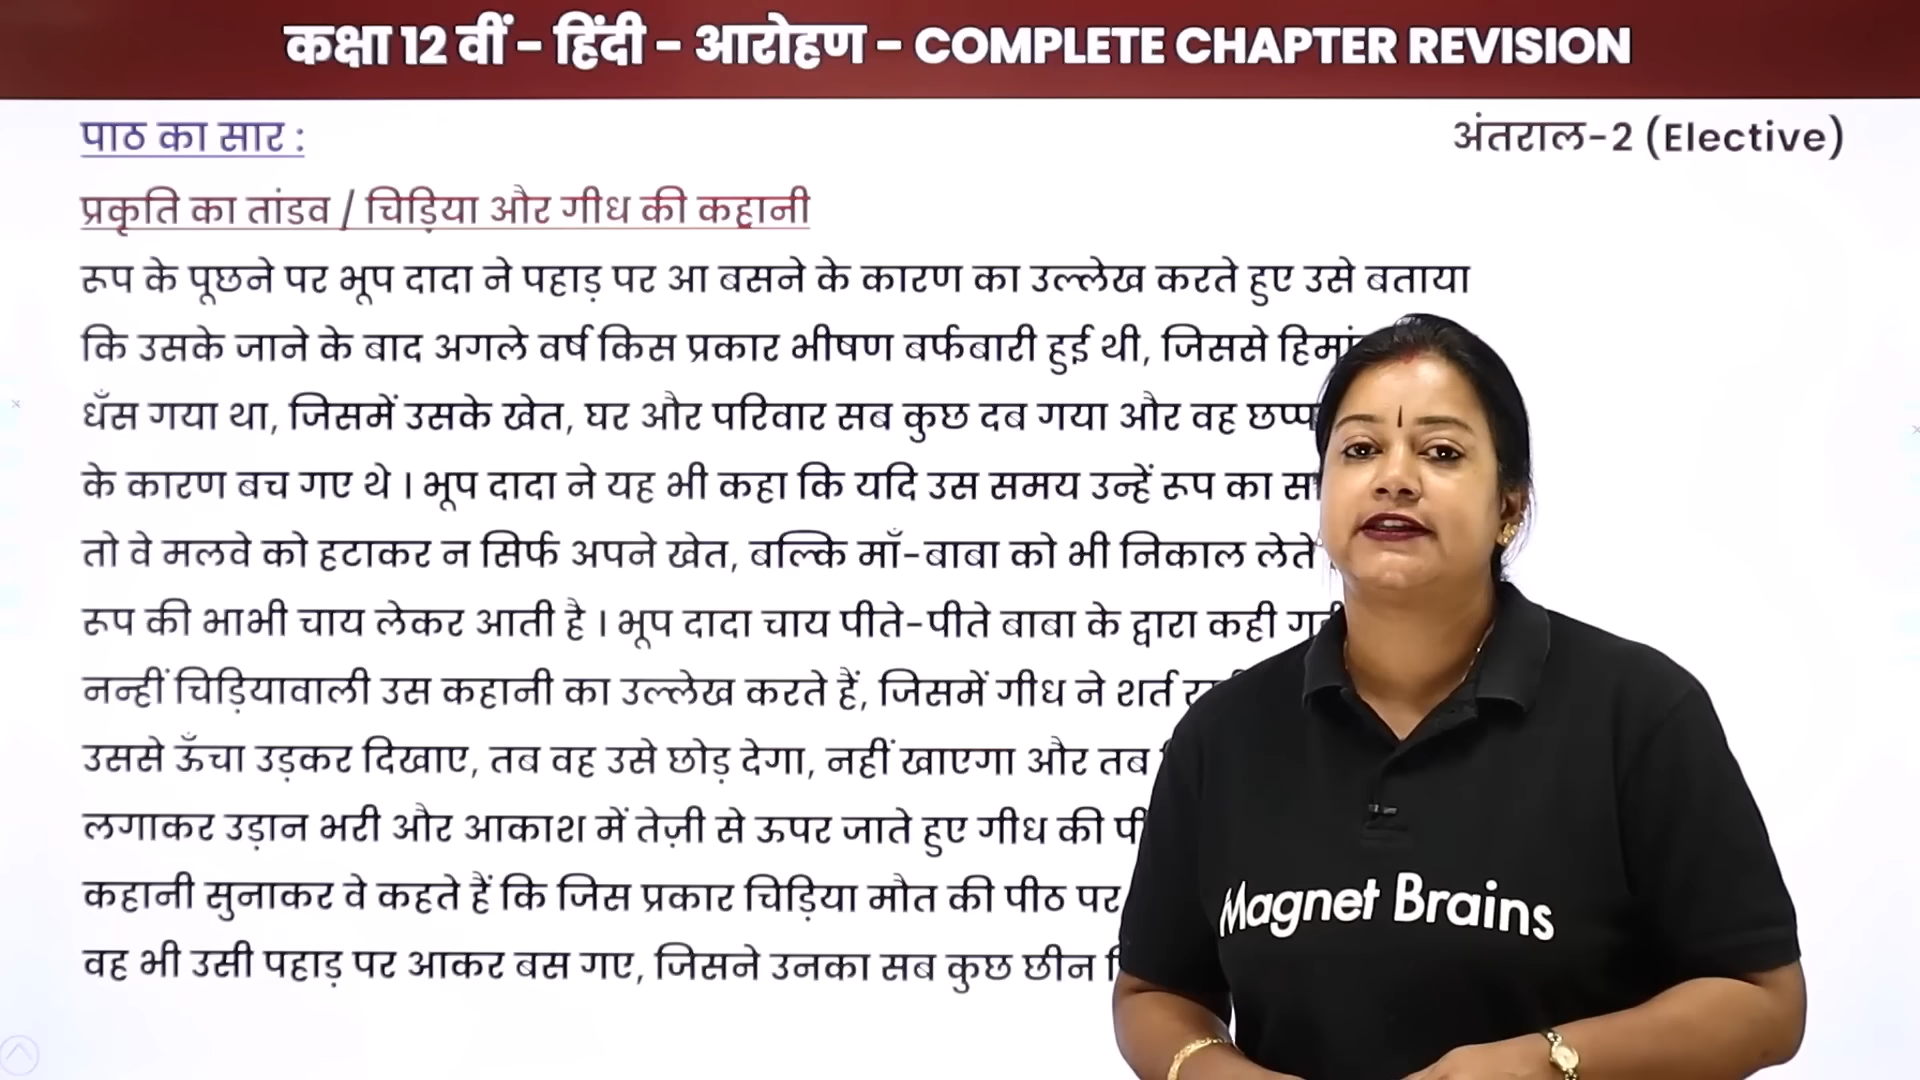 कक्षा 12 वीं - हिंदी - आरोहण - COMPLETE CHAPTER REVISION
पाठ का सार :
अंतराल-2 (Elective)
प्रकृति का तांडव / चिड़िया और गीध की कहानी
रूप के पूछने पर भूप दादा ने पहाड़ पर आ बसने के कारण का उल्लेख करते हुए उसे बताया
कि उसके जाने के बाद अगले वर्ष किस प्रकार भीषण बर्फबारी हुई थी, जिससे
धँस गया था, जिसमें उसके खेत, घर और परिवार सब कुछ दब गया और वह
के कारण बच गए थे । भूप दादा ने यह भी कहा कि यदि उस समय उन्हें रूप का
तो वे मलवे को हटाकर न सिर्फ अपने खेत, बल्कि माँ-बाबा को भी निकाल लेते
रूप की भाभी चाय लेकर आती है । भूप दादा चाय पीते-पीते बाबा के द्वारा कही
नन्हीं चिड़ियावाली उस कहानी का उल्लेख करते हैं, जिसमें गीध ने शर्त
उससे ऊँचा उड़कर दिखाए, तब वह उसे छोड़ देगा, नहीं खाएगा और तब
लगाकर उड़ान भरी और आकाश में तेज़ी से ऊपर जाते हुए गीध की
कहानी सुनाकर वे कहते हैं कि जिस प्रकार चिड़िया मौत की पीठ पर
वह भी उसी पहाड़ पर आकर बस गए, जिसने उनका सब कुछ छीन
Magnet Brains